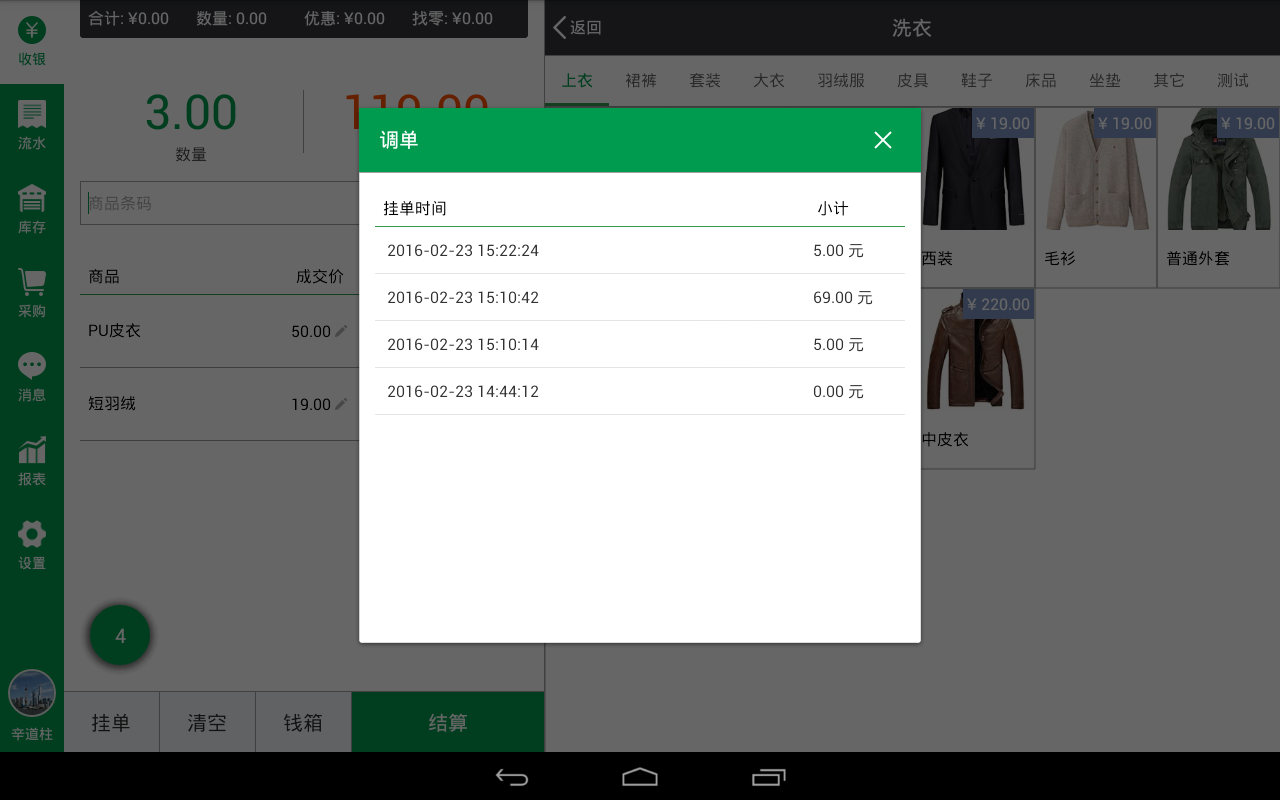 合计: ¥0.00 数量: 0.00 优惠: ¥0.00 找零: ¥0.00
收银
流水
库存
采购
消息
报表
设置
辛道柱
3.00
数量
商品条码
商品 成交价
PU皮衣 50.00
短羽绒 19.00
4
挂单 清空 钱箱 结算
调单
挂单时间 小计
2016-02-23 15:22:24 5.00 元
2016-02-23 15:10:42 69.00 元
2016-02-23 15:10:14 5.00 元
2016-02-23 14:44:12 0.00 元
返回 洗衣
上衣 裙裤 套装 大衣 羽绒服 皮具 鞋子 床品 坐垫 其它 测试
¥ 19.00 ¥ 19.00 ¥ 19.00
西装 毛衫 普通外套
¥ 220.00
中皮衣